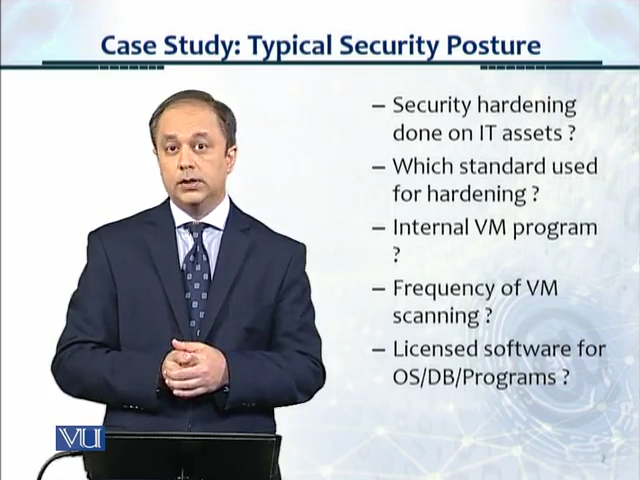 Case Study: Typical Security Posture
– Security hardening
done on IT assets ?
– Which standard used
for hardening ?
– Internal VM program
?
– Frequency of VM
scanning ?
– Licensed software for
OS/DB/Programs ?
VU
2